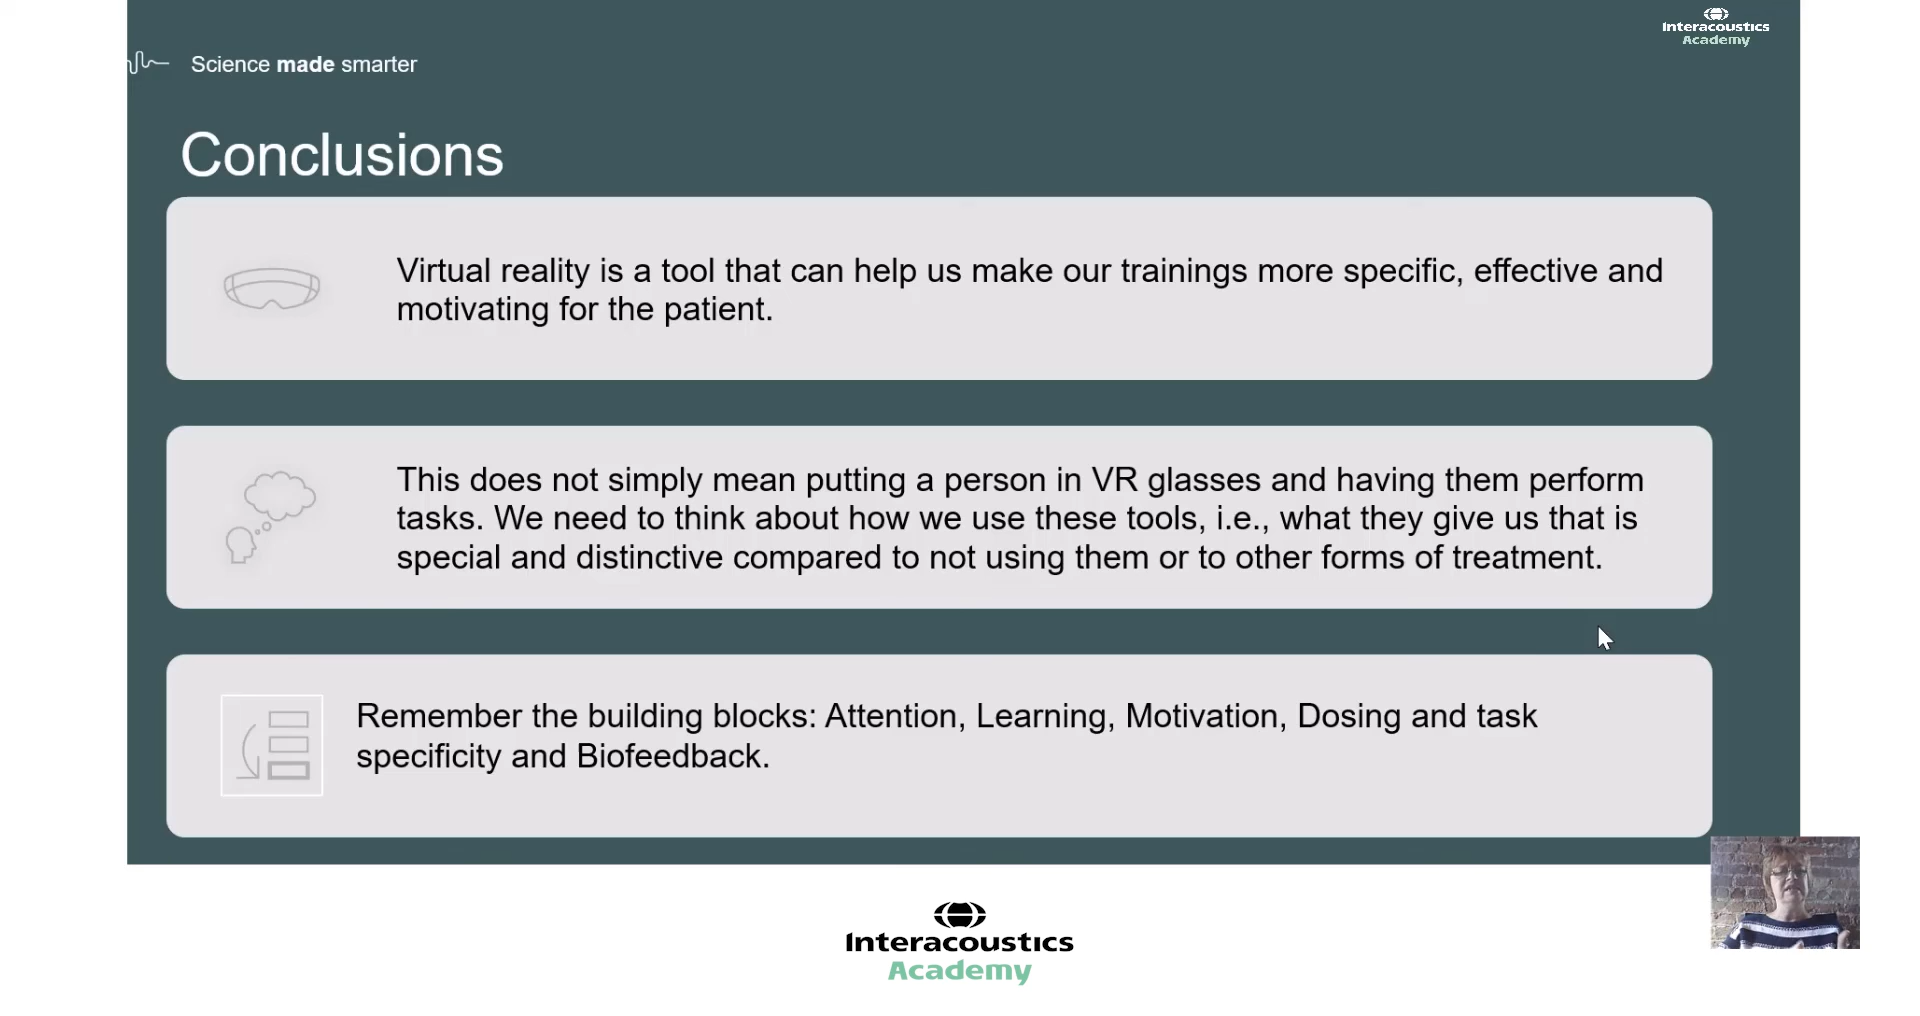 Interacoustics
Academy
Science made smarter
Conclusions
Virtual reality is a tool that can help us make our trainings more specific, effective and
motivating for the patient.
This does not simply mean putting a person in VR glasses and having them perform
tasks. We need to think about how we use these tools, i.e., what they give us that is
special and distinctive compared to not using them or to other forms of treatment.
Remember the building blocks: Attention, Learning, Motivation, Dosing and task
specificity and Biofeedback.
Interacoustics
Academy